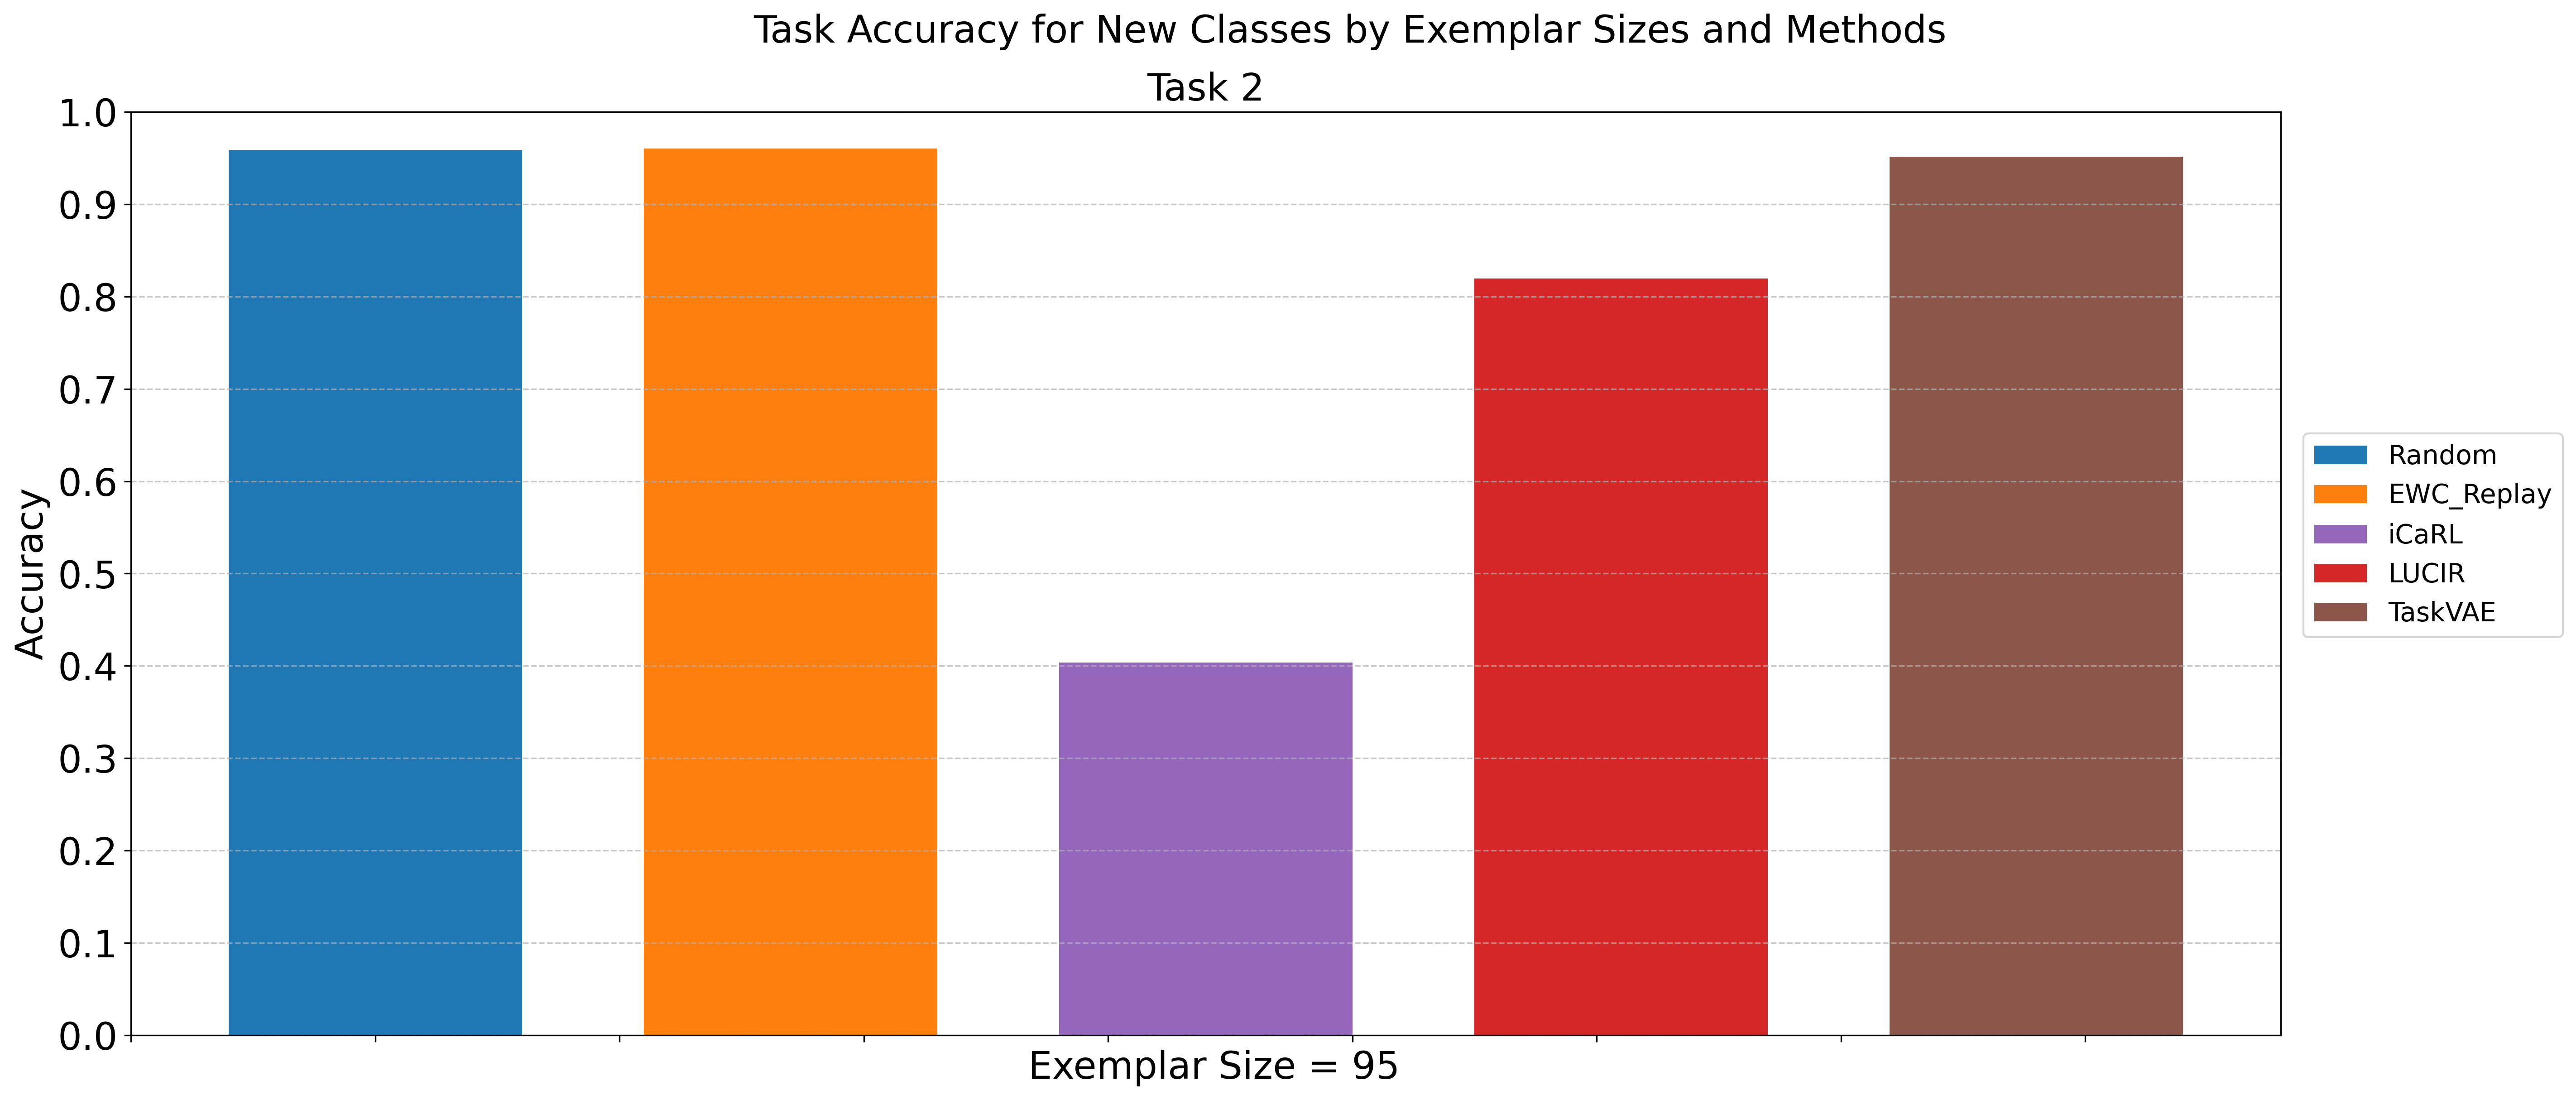 Task Accuracy for New Classes by Exemplar Sizes and Methods
Task 2
1.0
0.9
0.8
0.7
0.6
0.5
0.4
0.3
0.2
0.1
0.0
Accuracy
Exemplar Size = 95
Random
EWC_Replay
iCaRL
LUCIR
TaskVAE